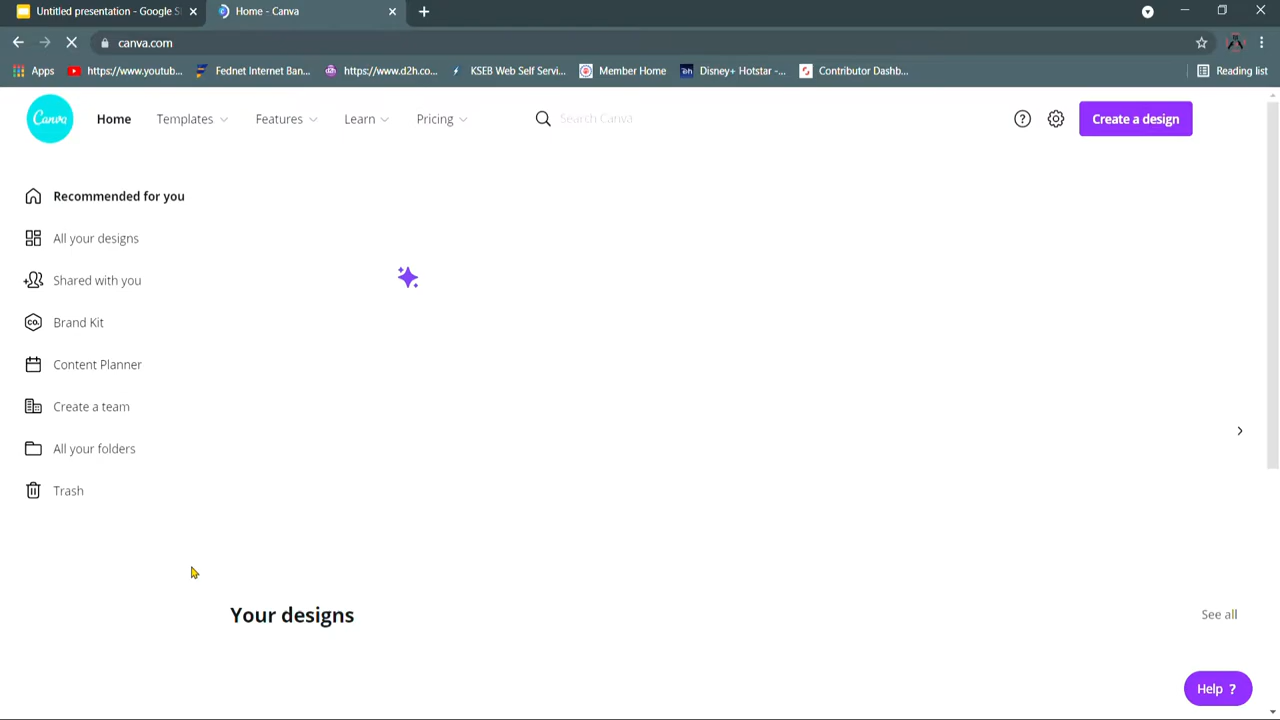 Untitled presentation - Google S
Home - Canva
canva.com
Apps
https://www.youtub...
Fednet Internet Ban...
https://www.d2h.co...
KSEB Web Self Servi...
Member Home
Disney+ Hotstar -...
Contributor Dashb...
Reading list
Canva
Home
Templates
Features
Learn
Pricing
Search Canva
Create a design
Recommended for you
All your designs
Shared with you
CO.
Brand Kit
Content Planner
Create a team
All your folders
Trash
Your designs
See all
Help ?